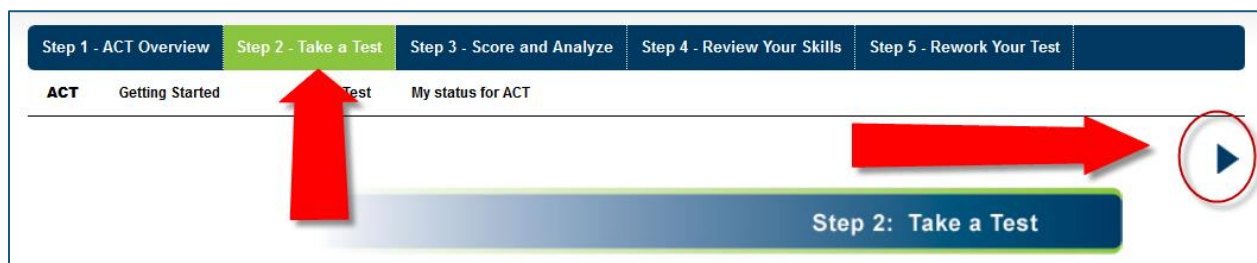 Step 1 - ACT Overview Step 2 - Take a Test Step 3 - Score and Analyze Step 4 - Review Your Skills Step 5 - Rework Your Test
ACT Getting Started Test My status for ACT
Step 2: Take a Test